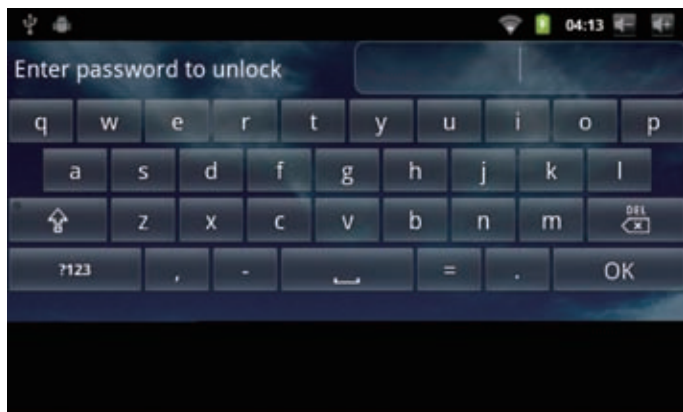 04:13
Enter password to unlock
q w e r t y u i o p
a s d f g h j k l
z x c v b n m DEL
?123 , - = . OK